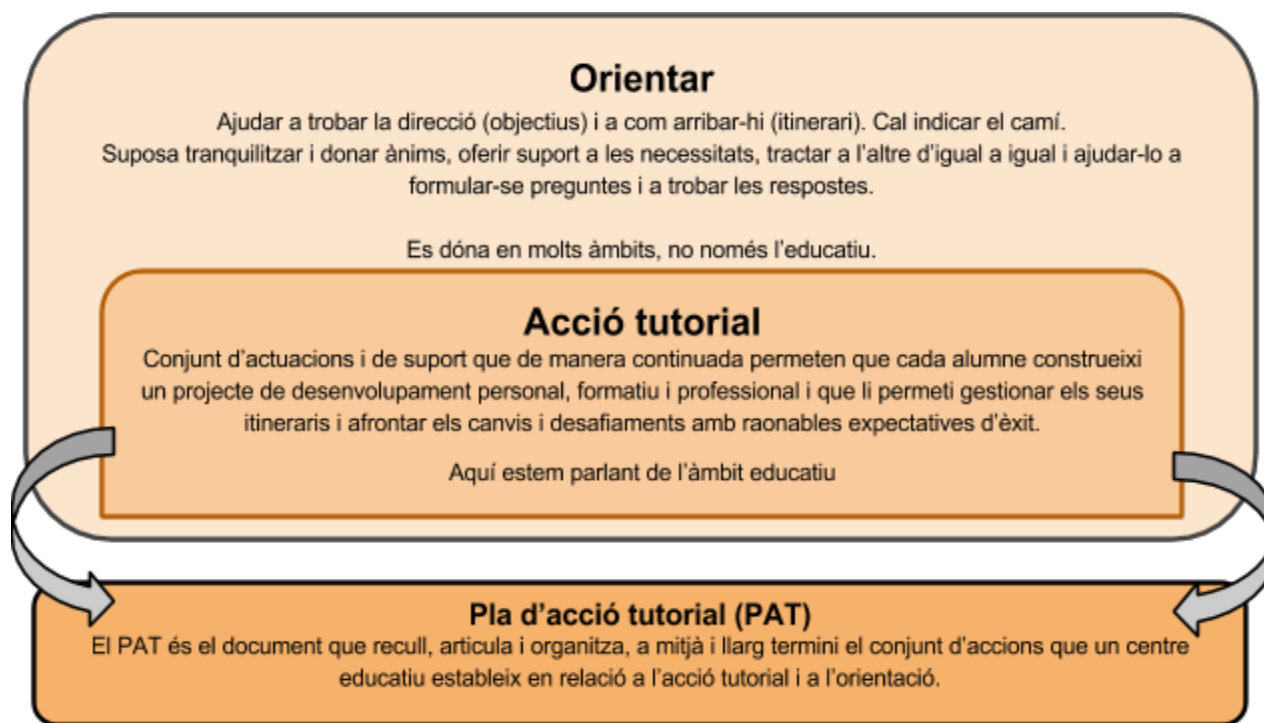 Orientar
Ajudar a trobar la direcció (objectius) i a com arribar-hi (itinerari). Cal indicar el camí.
Suposa tranquilitzar i donar ànims, oferir suport a les necessitats, tractar a l'altre d'igual a igual i ajudar-lo a
formular-se preguntes i a trobar les respostes.
Es dóna en molts àmbits, no només l'educatiu.
Acció tutorial
Conjunt d'actuacions i de suport que de manera continuada permeten que cada alumne construeixi
un projecte de desenvolupament personal, formatiu i professional i que li permeti gestionar els seus
itineraris i afrontar els canvis i desafiaments amb raonables expectatives d'èxit.
Aquí estem parlant de l'àmbit educatiu
Pla d'acció tutorial (PAT)
El PAT és el document que recull, articula i organitza, a mitjà i llarg termini el conjunt d'accions que un centre
educatiu estableix en relació a l'acció tutorial i a l'orientació.